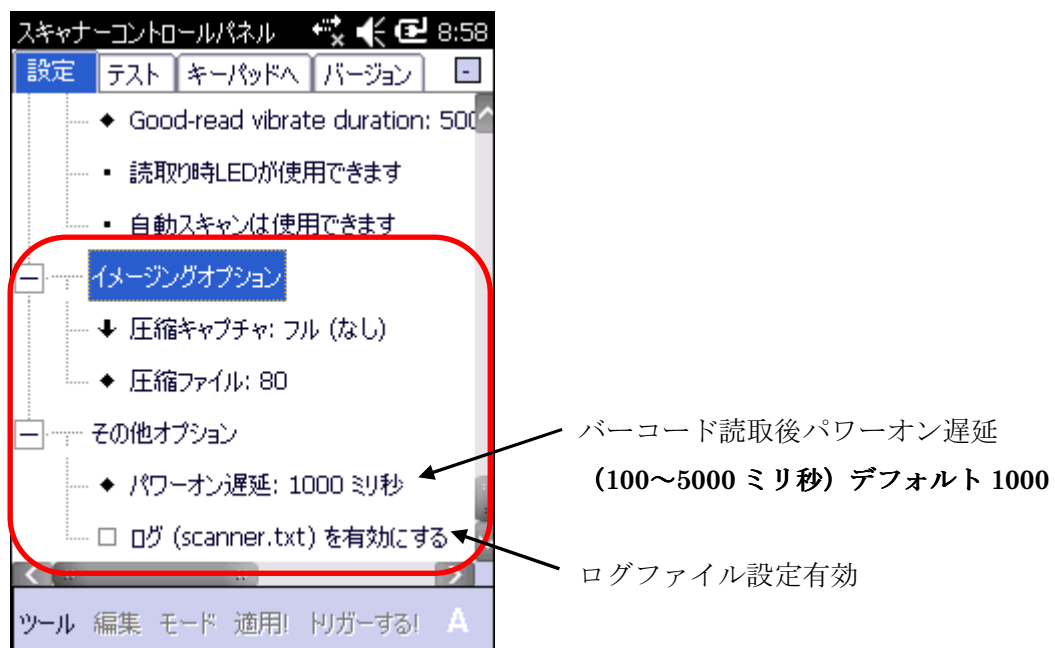 スキャナーコントロールパネル 8:58
設定 テスト キーパッドへ バージョン -
Good-read vibrate duration: 500
読取り時LEDが使用できます
自動スキャンは使用できます
イメージングオプション
圧縮キャプチャ: フル (なし)
圧縮ファイル: 80
その他オプション
パワーオン遅延: 1000 ミリ秒
ログ (scanner.txt) を有効にする
ツール 編集 モード 適用! トリガーする! A
バーコード読取後パワーオン遅延
（100～5000 ミリ秒）デフォルト 1000
ログファイル設定有効